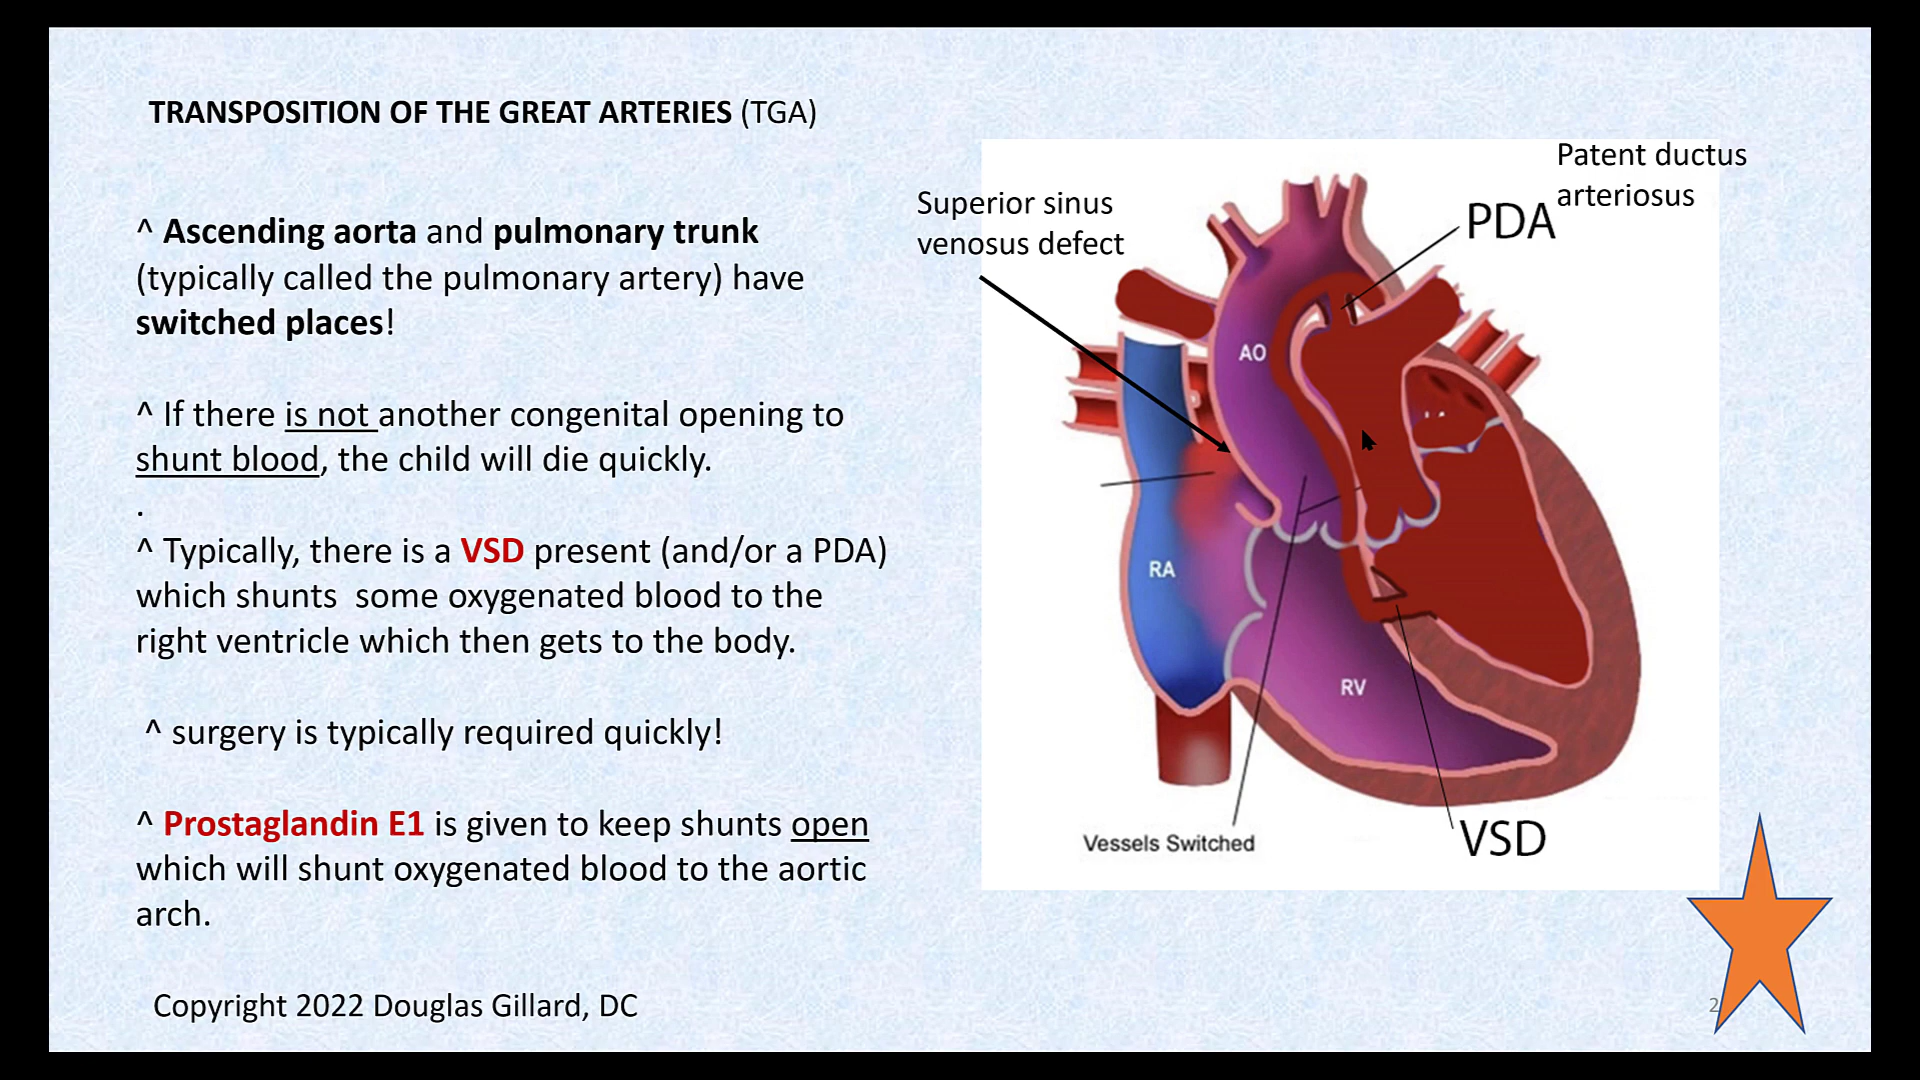 TRANSPOSITION OF THE GREAT ARTERIES (TGA)
^ Ascending aorta and pulmonary trunk
(typically called the pulmonary artery) have
switched places!
^ If there is not another congenital opening to
shunt blood, the child will die quickly.
.
^ Typically, there is a VSD present (and/or a PDA)
which shunts  some oxygenated blood to the
right ventricle which then gets to the body.
^ surgery is typically required quickly!
^ Prostaglandin E1 is given to keep shunts open
which will shunt oxygenated blood to the aortic
arch.
Copyright 2022 Douglas Gillard, DC
Superior sinus
venosus defect
Patent ductus
arteriosus
PDA
AO
RA
RV
Vessels Switched
VSD
2